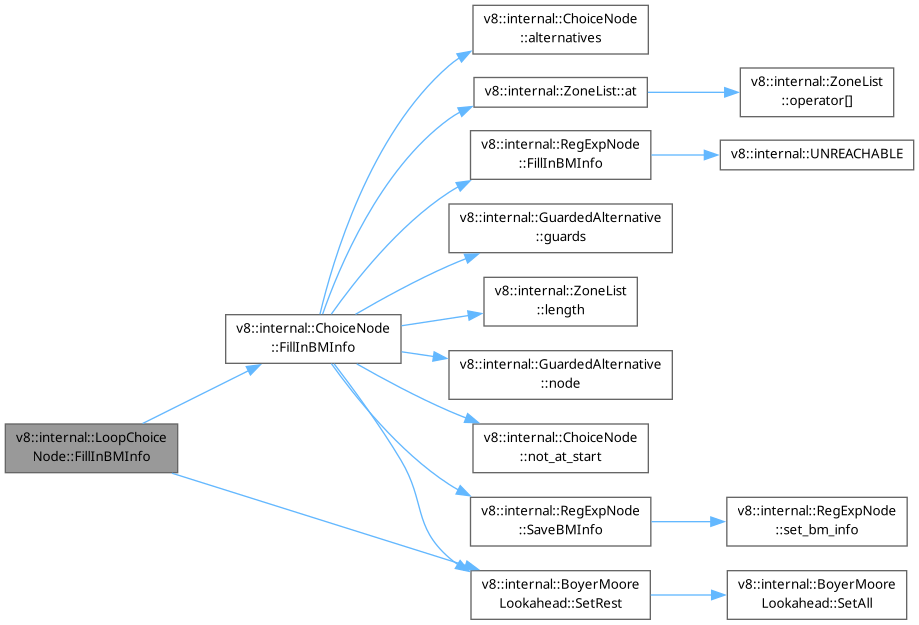 v8::internal::ChoiceNode
::alternatives
v8::internal::ZoneList::at
v8::internal::ZoneList
::operator[]
v8::internal::RegExpNode
::FillInBMInfo
v8::internal::UNREACHABLE
v8::internal::GuardedAlternative
::guards
v8::internal::ZoneList
::length
v8::internal::ChoiceNode
::FillInBMInfo
v8::internal::GuardedAlternative
::node
v8::internal::LoopChoice
Node::FillInBMInfo
v8::internal::ChoiceNode
::not_at_start
v8::internal::RegExpNode
::SaveBMInfo
v8::internal::RegExpNode
::set_bm_info
v8::internal::BoyerMoore
Lookahead::SetRest
v8::internal::BoyerMoore
Lookahead::SetAll